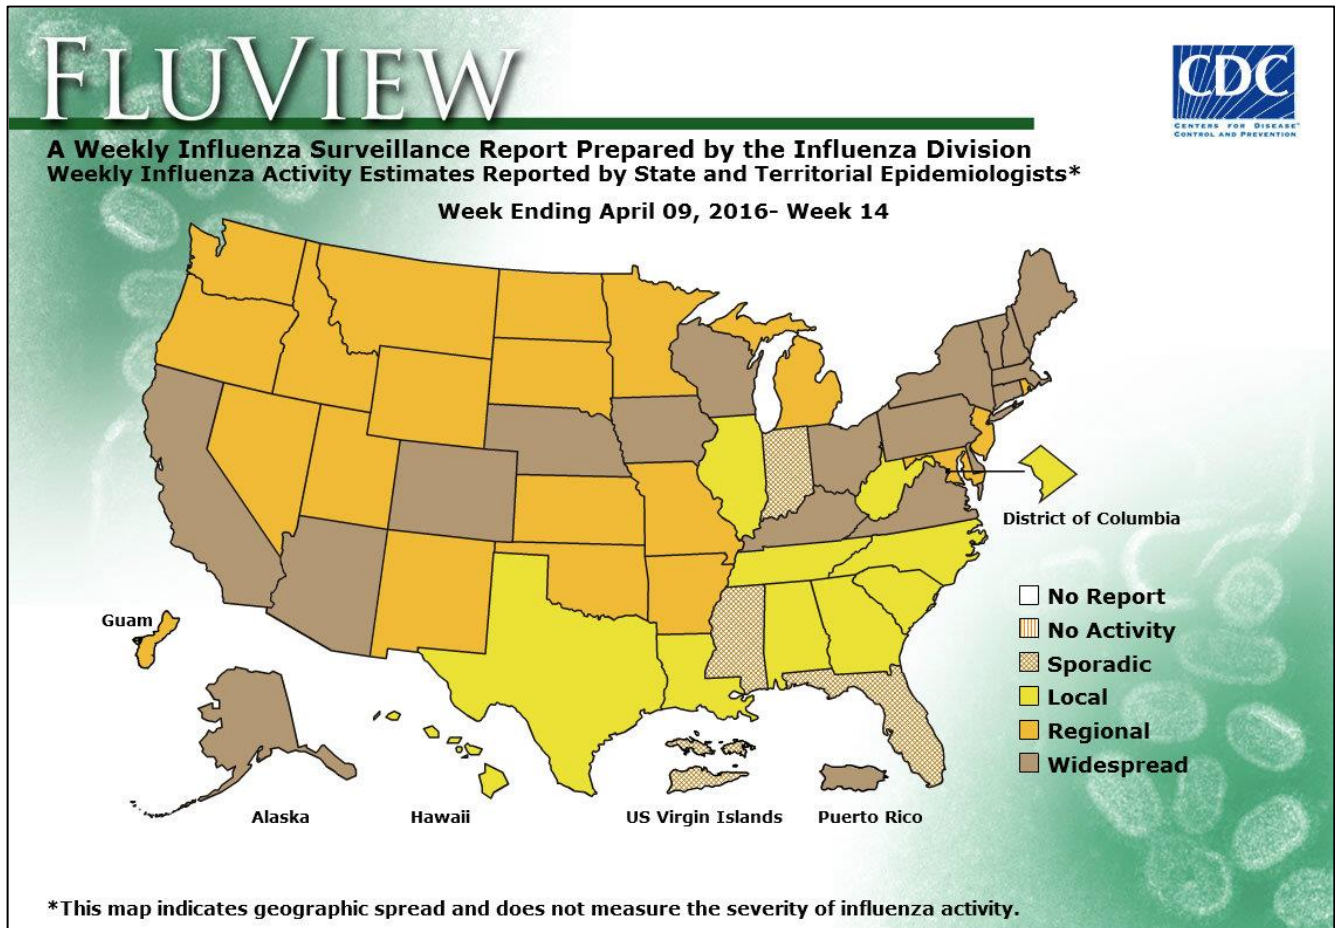 FLUVIEW
CDC
CENTERS FOR DISEASE™
CONTROL AND PREVENTION
A Weekly Influenza Surveillance Report Prepared by the Influenza Division
Weekly Influenza Activity Estimates Reported by State and Territorial Epidemiologists*
Week Ending April 09, 2016- Week 14
District of Columbia
No Report
No Activity
Sporadic
Local
Regional
Widespread
Guam
Alaska
Hawaii
US Virgin Islands
Puerto Rico
*This map indicates geographic spread and does not measure the severity of influenza activity.